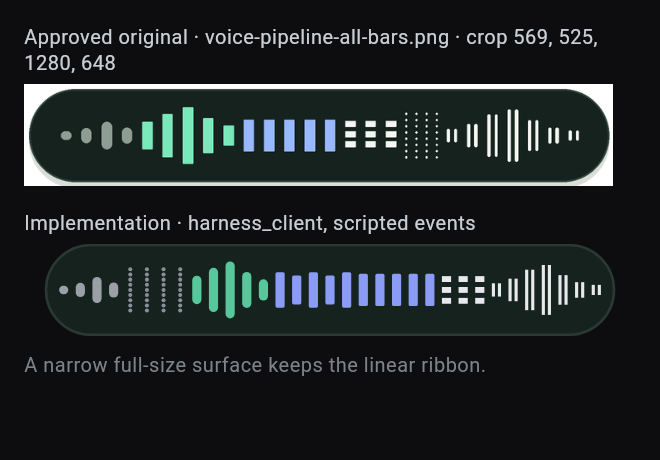 Approved original · voice-pipeline-all-bars.png · crop 569, 525,
1280, 648
Implementation · harness_client, scripted events
A narrow full-size surface keeps the linear ribbon.